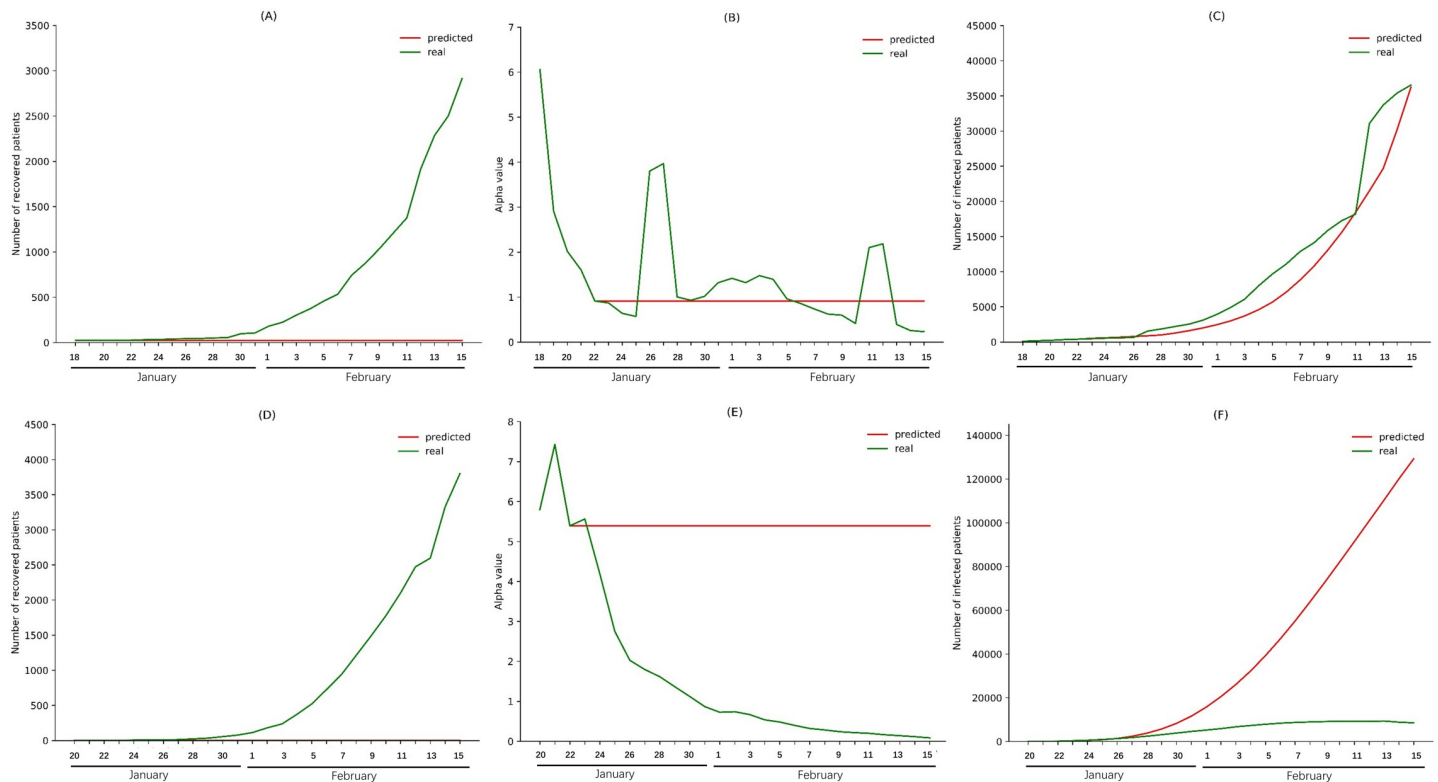 (A)
Number of recovered patients
3500
3000
2500
2000
1500
1000
500
0
predicted
real
18 20 22 24 26 28 30 1 3 5 7 9 11 13 15
January February
(B)
Alpha value
7
6
5
4
3
2
1
0
predicted
real
18 20 22 24 26 28 30 1 3 5 7 9 11 13 15
January February
(C)
Number of infected patients
45000
40000
35000
30000
25000
20000
15000
10000
5000
0
predicted
real
18 20 22 24 26 28 30 1 3 5 7 9 11 13 15
January February
(D)
Number of recovered patients
4500
4000
3500
3000
2500
2000
1500
1000
500
0
predicted
real
20 22 24 26 28 30 1 3 5 7 9 11 13 15
January February
(E)
Alpha value
8
7
6
5
4
3
2
1
0
predicted
real
20 22 24 26 28 30 1 3 5 7 9 11 13 15
January February
(F)
Number of infected patients
140000
120000
100000
80000
60000
40000
20000
0
predicted
real
20 22 24 26 28 30 1 3 5 7 9 11 13 15
January February